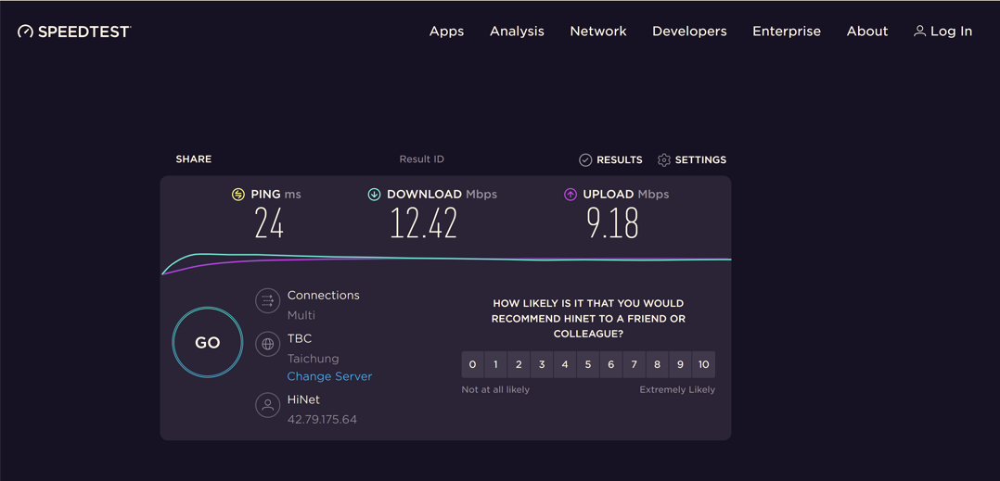 SPEEDTEST
Apps Analysis Network Developers Enterprise About Log In
SHARE Result ID RESULTS SETTINGS
PING ms DOWNLOAD Mbps UPLOAD Mbps
24 12.42 9.18
GO
Connections
Multi
TBC
Taichung
Change Server
HiNet
42.79.175.64
HOW LIKELY IS IT THAT YOU WOULD
RECOMMEND HINET TO A FRIEND OR
COLLEAGUE?
0 1 2 3 4 5 6 7 8 9 10
Not at all likely Extremely Likely